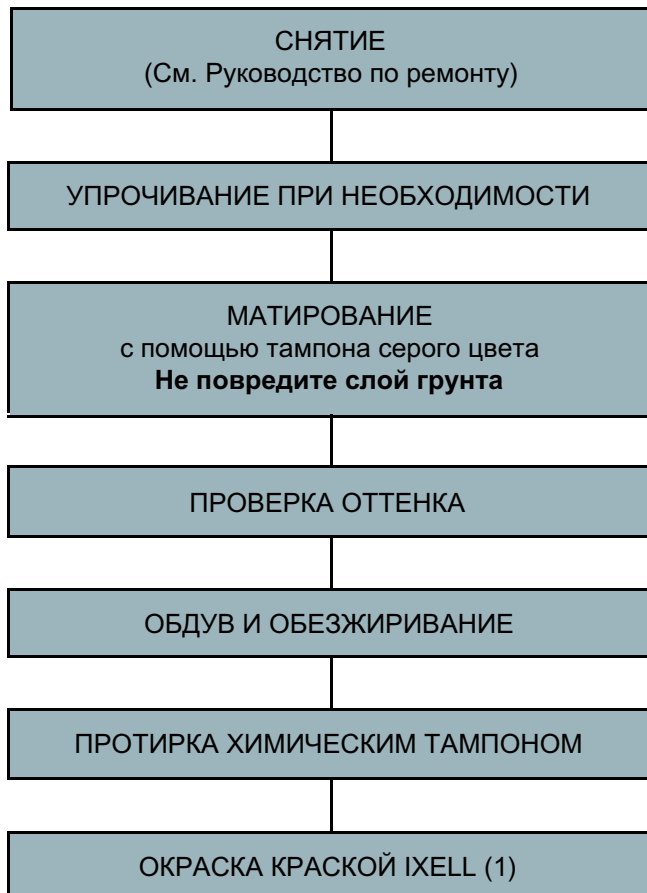 СНЯТИЕ
(См. Руководство по ремонту)
УПРОЧИВАНИЕ ПРИ НЕОБХОДИМОСТИ
МАТИРОВАНИЕ
с помощью тампона серого цвета
Не повредите слой грунта
ПРОВЕРКА ОТТЕНКА
ОБДУВ И ОБЕЗЖИРИВАНИЕ
ПРОТИРКА ХИМИЧЕСКИМ ТАМПОНОМ
ОКРАСКА КРАСКОЙ IXELL (1)